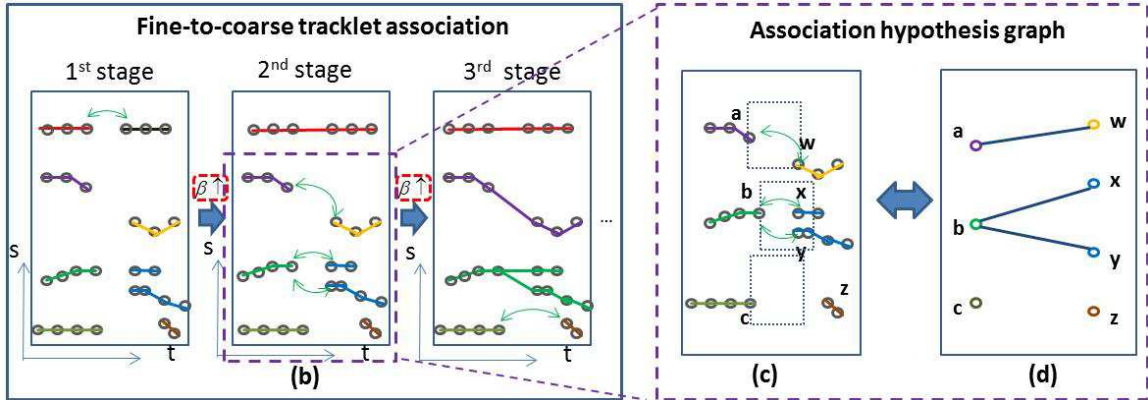 Fine-to-coarse tracklet association
1st stage
2nd stage
3rd stage
β ↑
β ↑
...
s
t
s
t
s
t
(b)
Association hypothesis graph
a
w
b
x
y
c
z
(c)
a
w
x
b
y
c
z
(d)